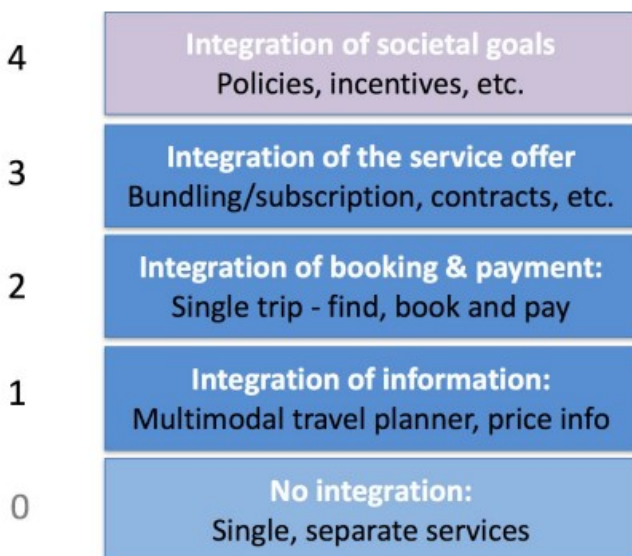 4
Integration of societal goals
Policies, incentives, etc.
3
Integration of the service offer
Bundling/subscription, contracts, etc.
2
Integration of booking & payment:
Single trip - find, book and pay
1
Integration of information:
Multimodal travel planner, price info
0
No integration:
Single, separate services